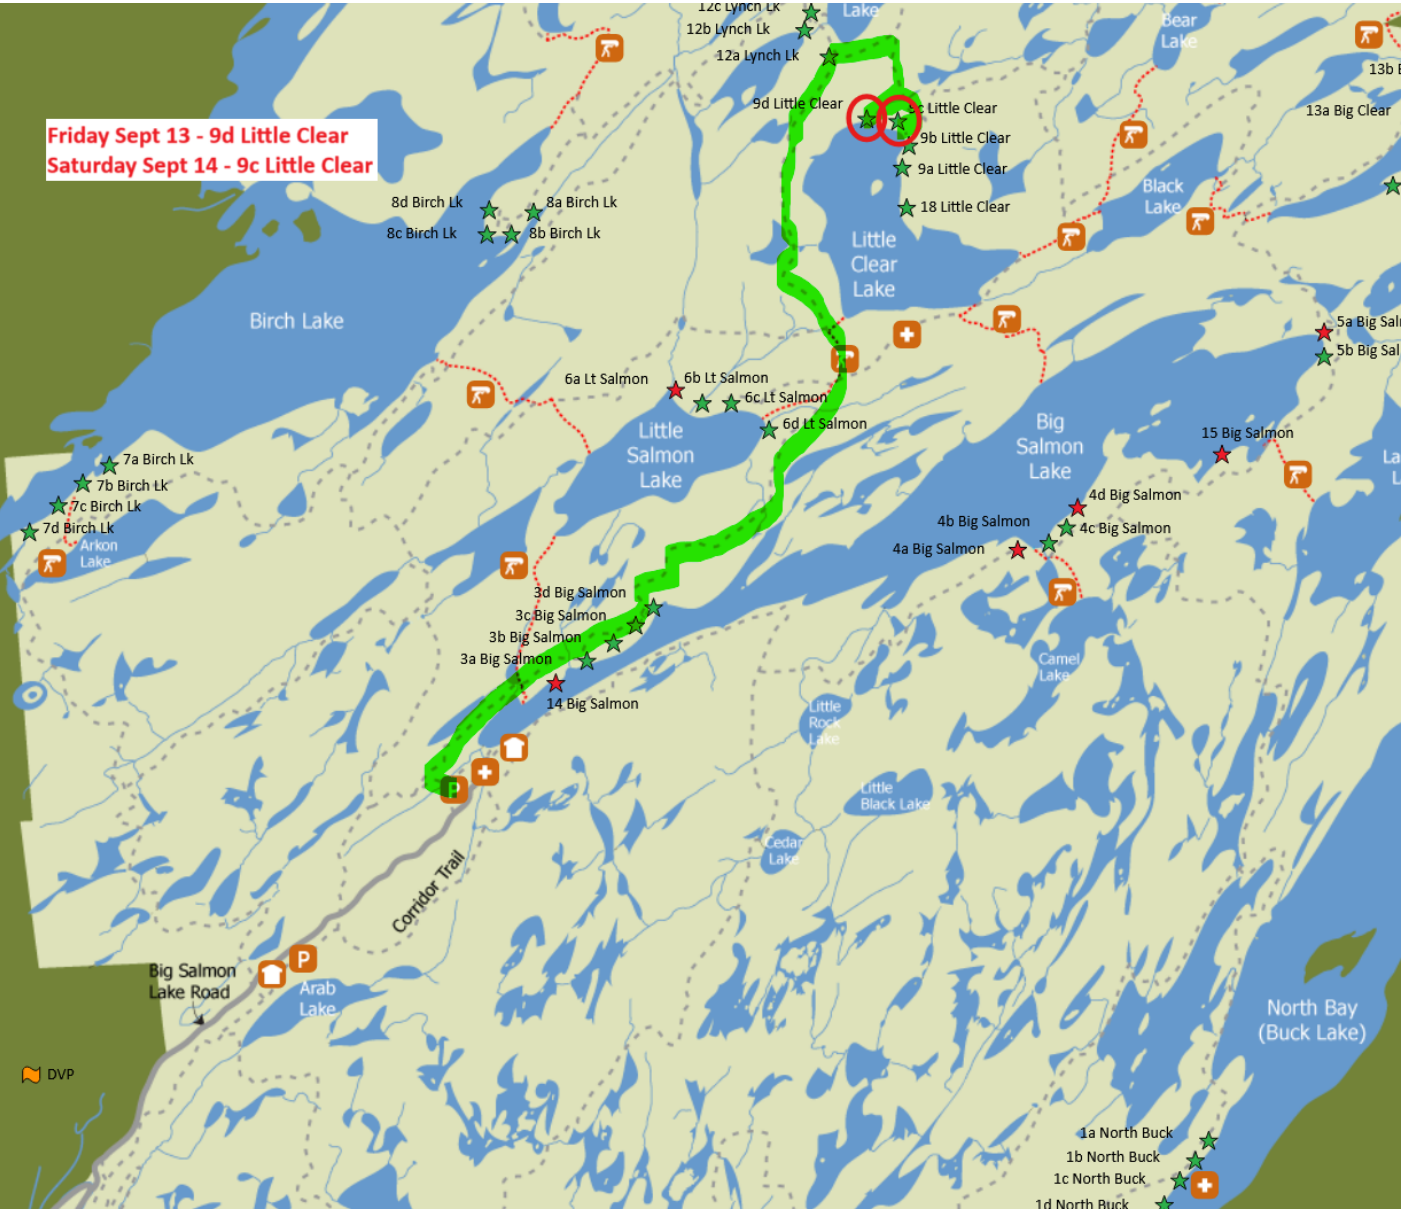 12c Lynch Lk
Lake
12b Lynch Lk
12a Lynch Lk
Bear
Lake
13b
9d Little Clear
9c Little Clear
13a Big Clear
Friday Sept 13 - 9d Little Clear
Saturday Sept 14 - 9c Little Clear
9b Little Clear
9a Little Clear
8d Birch Lk
8a Birch Lk
18 Little Clear
Black
Lake
8c Birch Lk
8b Birch Lk
Little
Clear
Lake
Birch Lake
5a Big Sal
5b Big Sal
6a Lt Salmon
6b Lt Salmon
6c Lt Salmon
6d Lt Salmon
Little
Salmon
Lake
Big
Salmon
Lake
15 Big Salmon
7a Birch Lk
7b Birch Lk
7c Birch Lk
7d Birch Lk
Arkon
Lake
La
L
4d Big Salmon
4b Big Salmon
4c Big Salmon
4a Big Salmon
3d Big Salmon
3c Big Salmon
3b Big Salmon
3a Big Salmon
14 Big Salmon
Camel
Lake
Little
Rock
Lake
P
Little
Black Lake
Cedar
Lake
Corridor Trail
P
Big Salmon
Lake Road
Arab
Lake
North Bay
(Buck Lake)
DVP
1a North Buck
1b North Buck
1c North Buck
1d North Buck